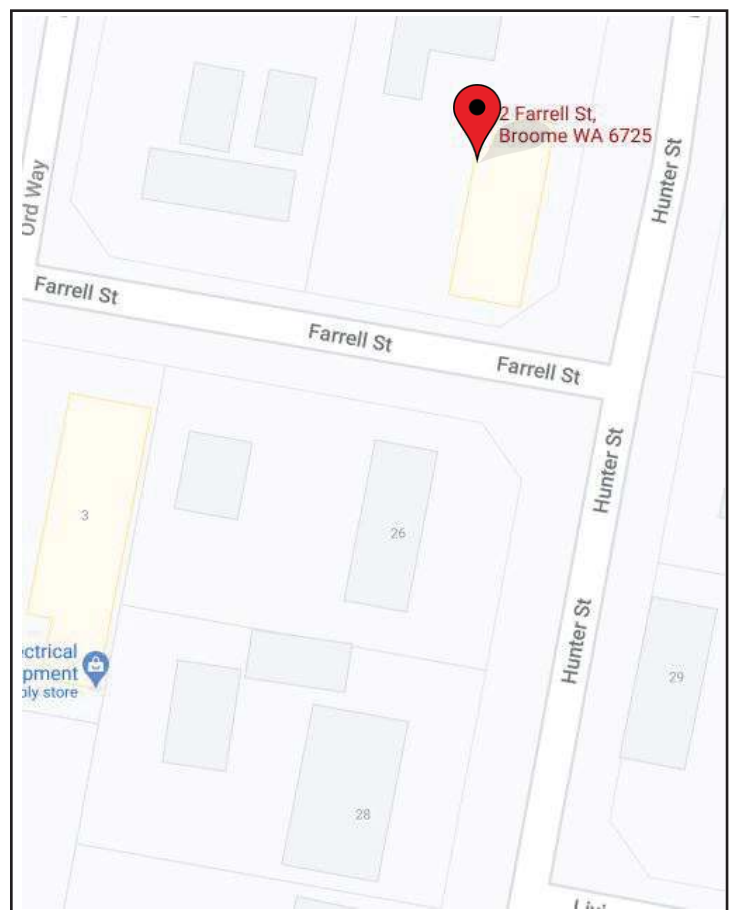 2 Farrell St,
Broome WA 6725
Hunter St
Ord Way
Farrell St
Farrell St
Farrell St
Hunter St
3
26
Hunter St
ectrical
pment
ply store
29
28